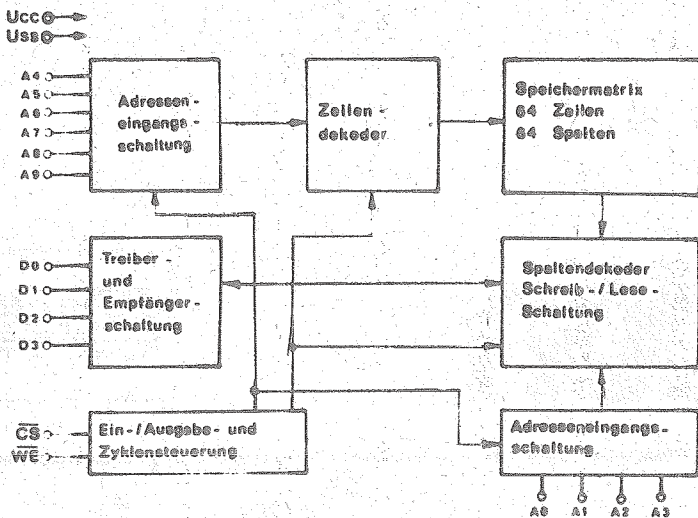 Ucc
Uss
A4
A5
A6
A7
A8
A9
Adressen-
eingangs-
schaltung
Zeilen-
dekoder
Speichermatrix
64 Zeilen
64 Spalten
D0
D1
D2
D3
Treiber-
und
Empfänger-
schaltung
Spaltendekoder
Schreib-/Lese-
Schaltung
CS
WE
Ein-/Ausgabe- und
Zyklensteuerung
Adresseneingangs-
schaltung
A0 A1 A2 A3